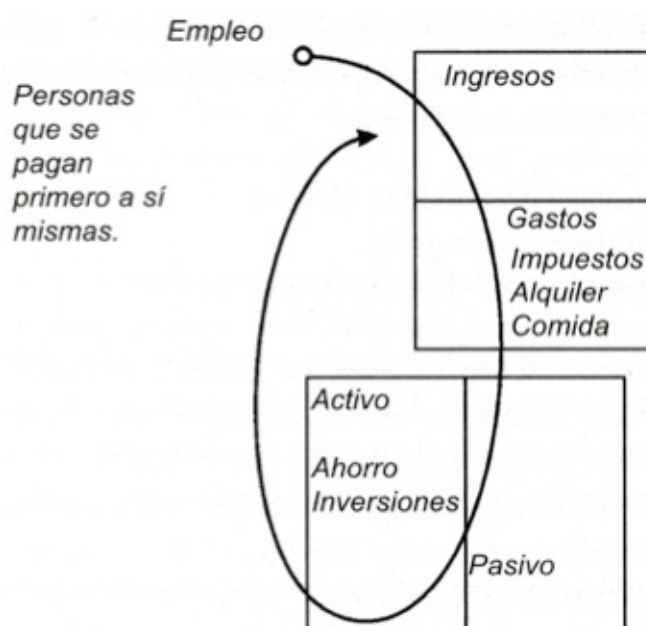 Empleo
Personas
que se
pagan
primero a sí
mismas.
Ingresos
Gastos
Impuestos
Alquiler
Comida
Activo
Ahorro
Inversiones
Pasivo